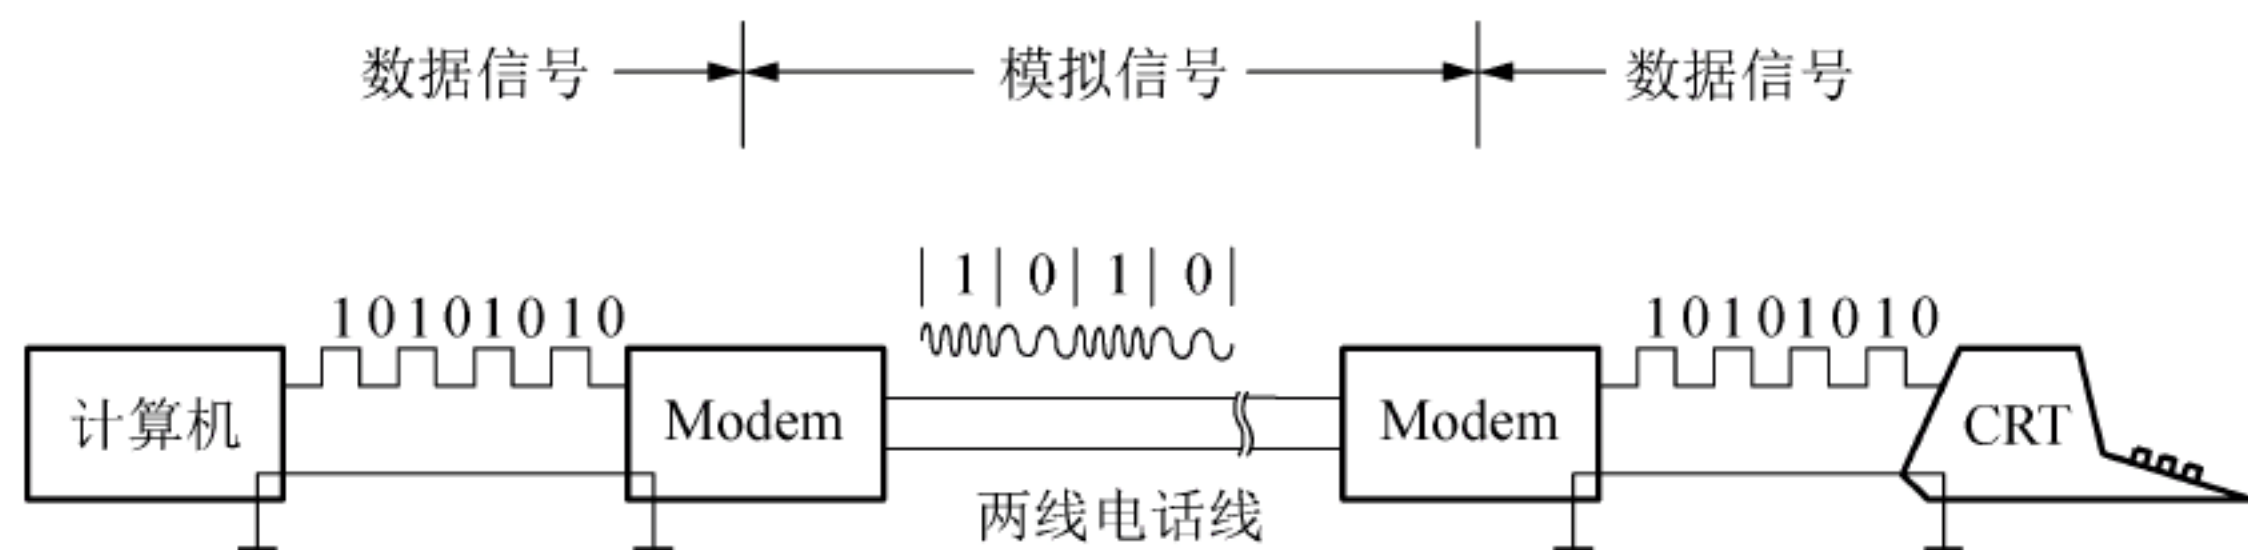 数据信号 模拟信号 数据信号
| 1 | 0 | 1 | 0 |
10101010 10101010
计算机 Modem Modem CRT
两线电话线